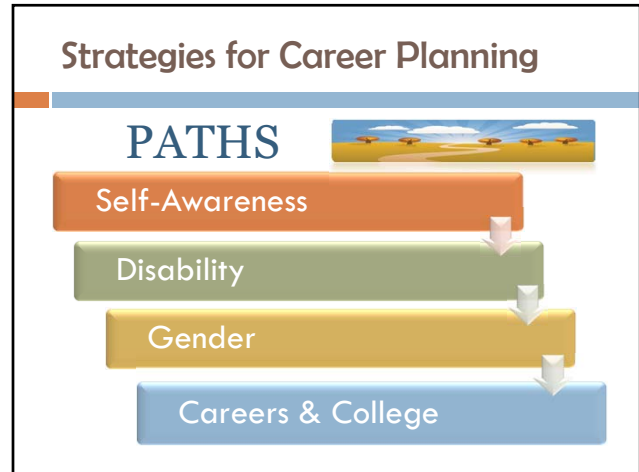 Strategies for Career Planning
PATHS
Self-Awareness
Disability
Gender
Careers & College